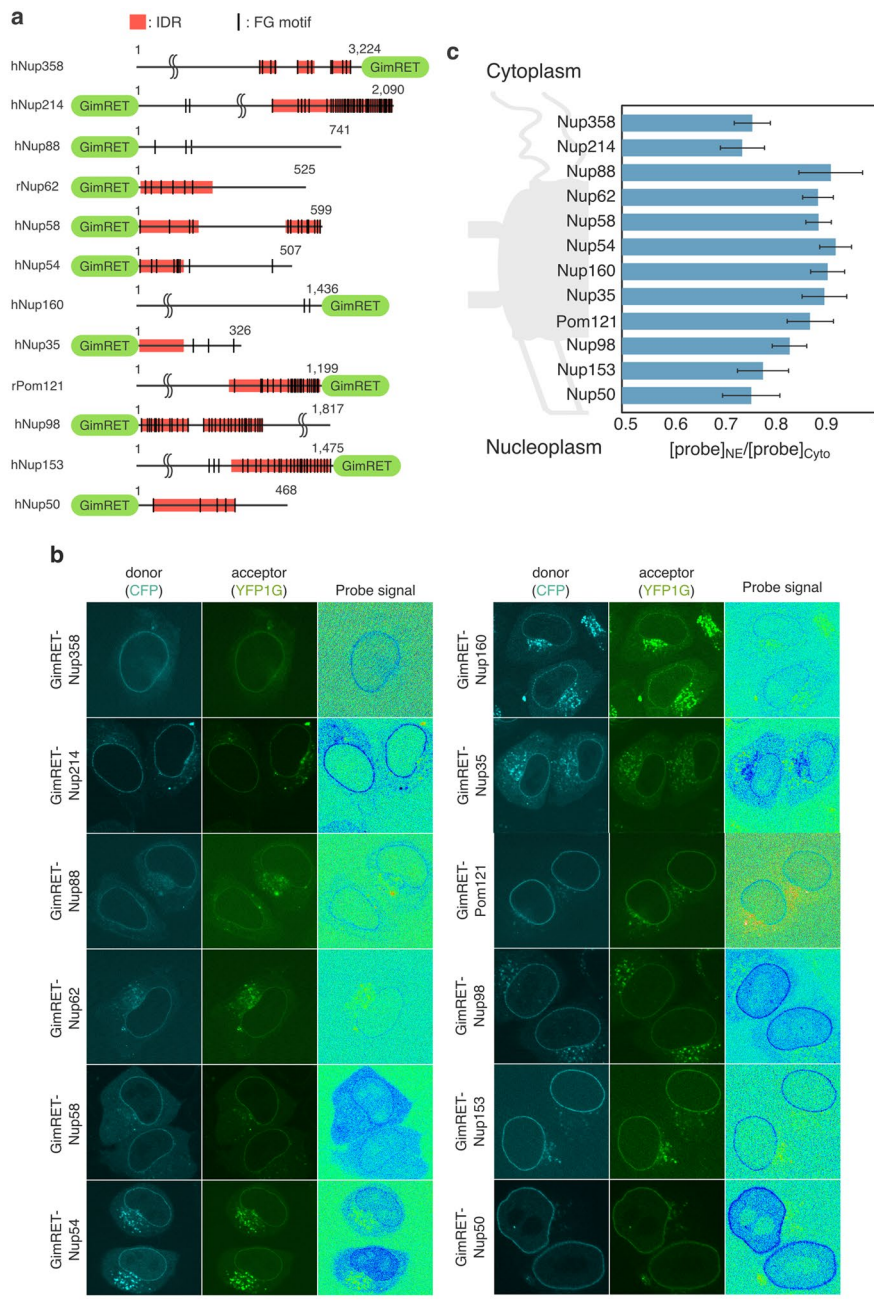 a
: IDR
: FG motif
hNup358
1
3,224
GimRET
hNup214
GimRET
1
2,090
hNup88
GimRET
1
741
rNup62
GimRET
1
525
hNup58
GimRET
1
599
hNup54
GimRET
1
507
hNup160
1
1,436
GimRET
hNup35
GimRET
1
326
rPom121
1
1,199
GimRET
hNup98
GimRET
1
1,817
hNup153
1
1,475
GimRET
hNup50
GimRET
1
468
c
Cytoplasm
Nup358
Nup214
Nup88
Nup62
Nup58
Nup54
Nup160
Nup35
Pom121
Nup98
Nup153
Nup50
Nucleoplasm
0.5 0.6 0.7 0.8 0.9
[probe]NE/[probe]Cyto
b
donor
(CFP)
acceptor
(YFP1G)
Probe signal
GimRET-
Nup358
GimRET-
Nup214
GimRET-
Nup88
GimRET-
Nup62
GimRET-
Nup58
GimRET-
Nup54
donor
(CFP)
acceptor
(YFP1G)
Probe signal
GimRET-
Nup160
GimRET-
Nup35
GimRET-
Pom121
GimRET-
Nup98
GimRET-
Nup153
GimRET-
Nup50